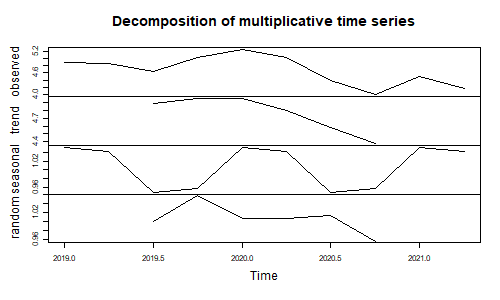 Decomposition of multiplicative time series
observed
4.0 4.6 5.2
trend
4.4 4.7
seasonal
0.96 1.02
random
0.96 1.02
2019.0 2019.5 2020.0 2020.5 2021.0
Time